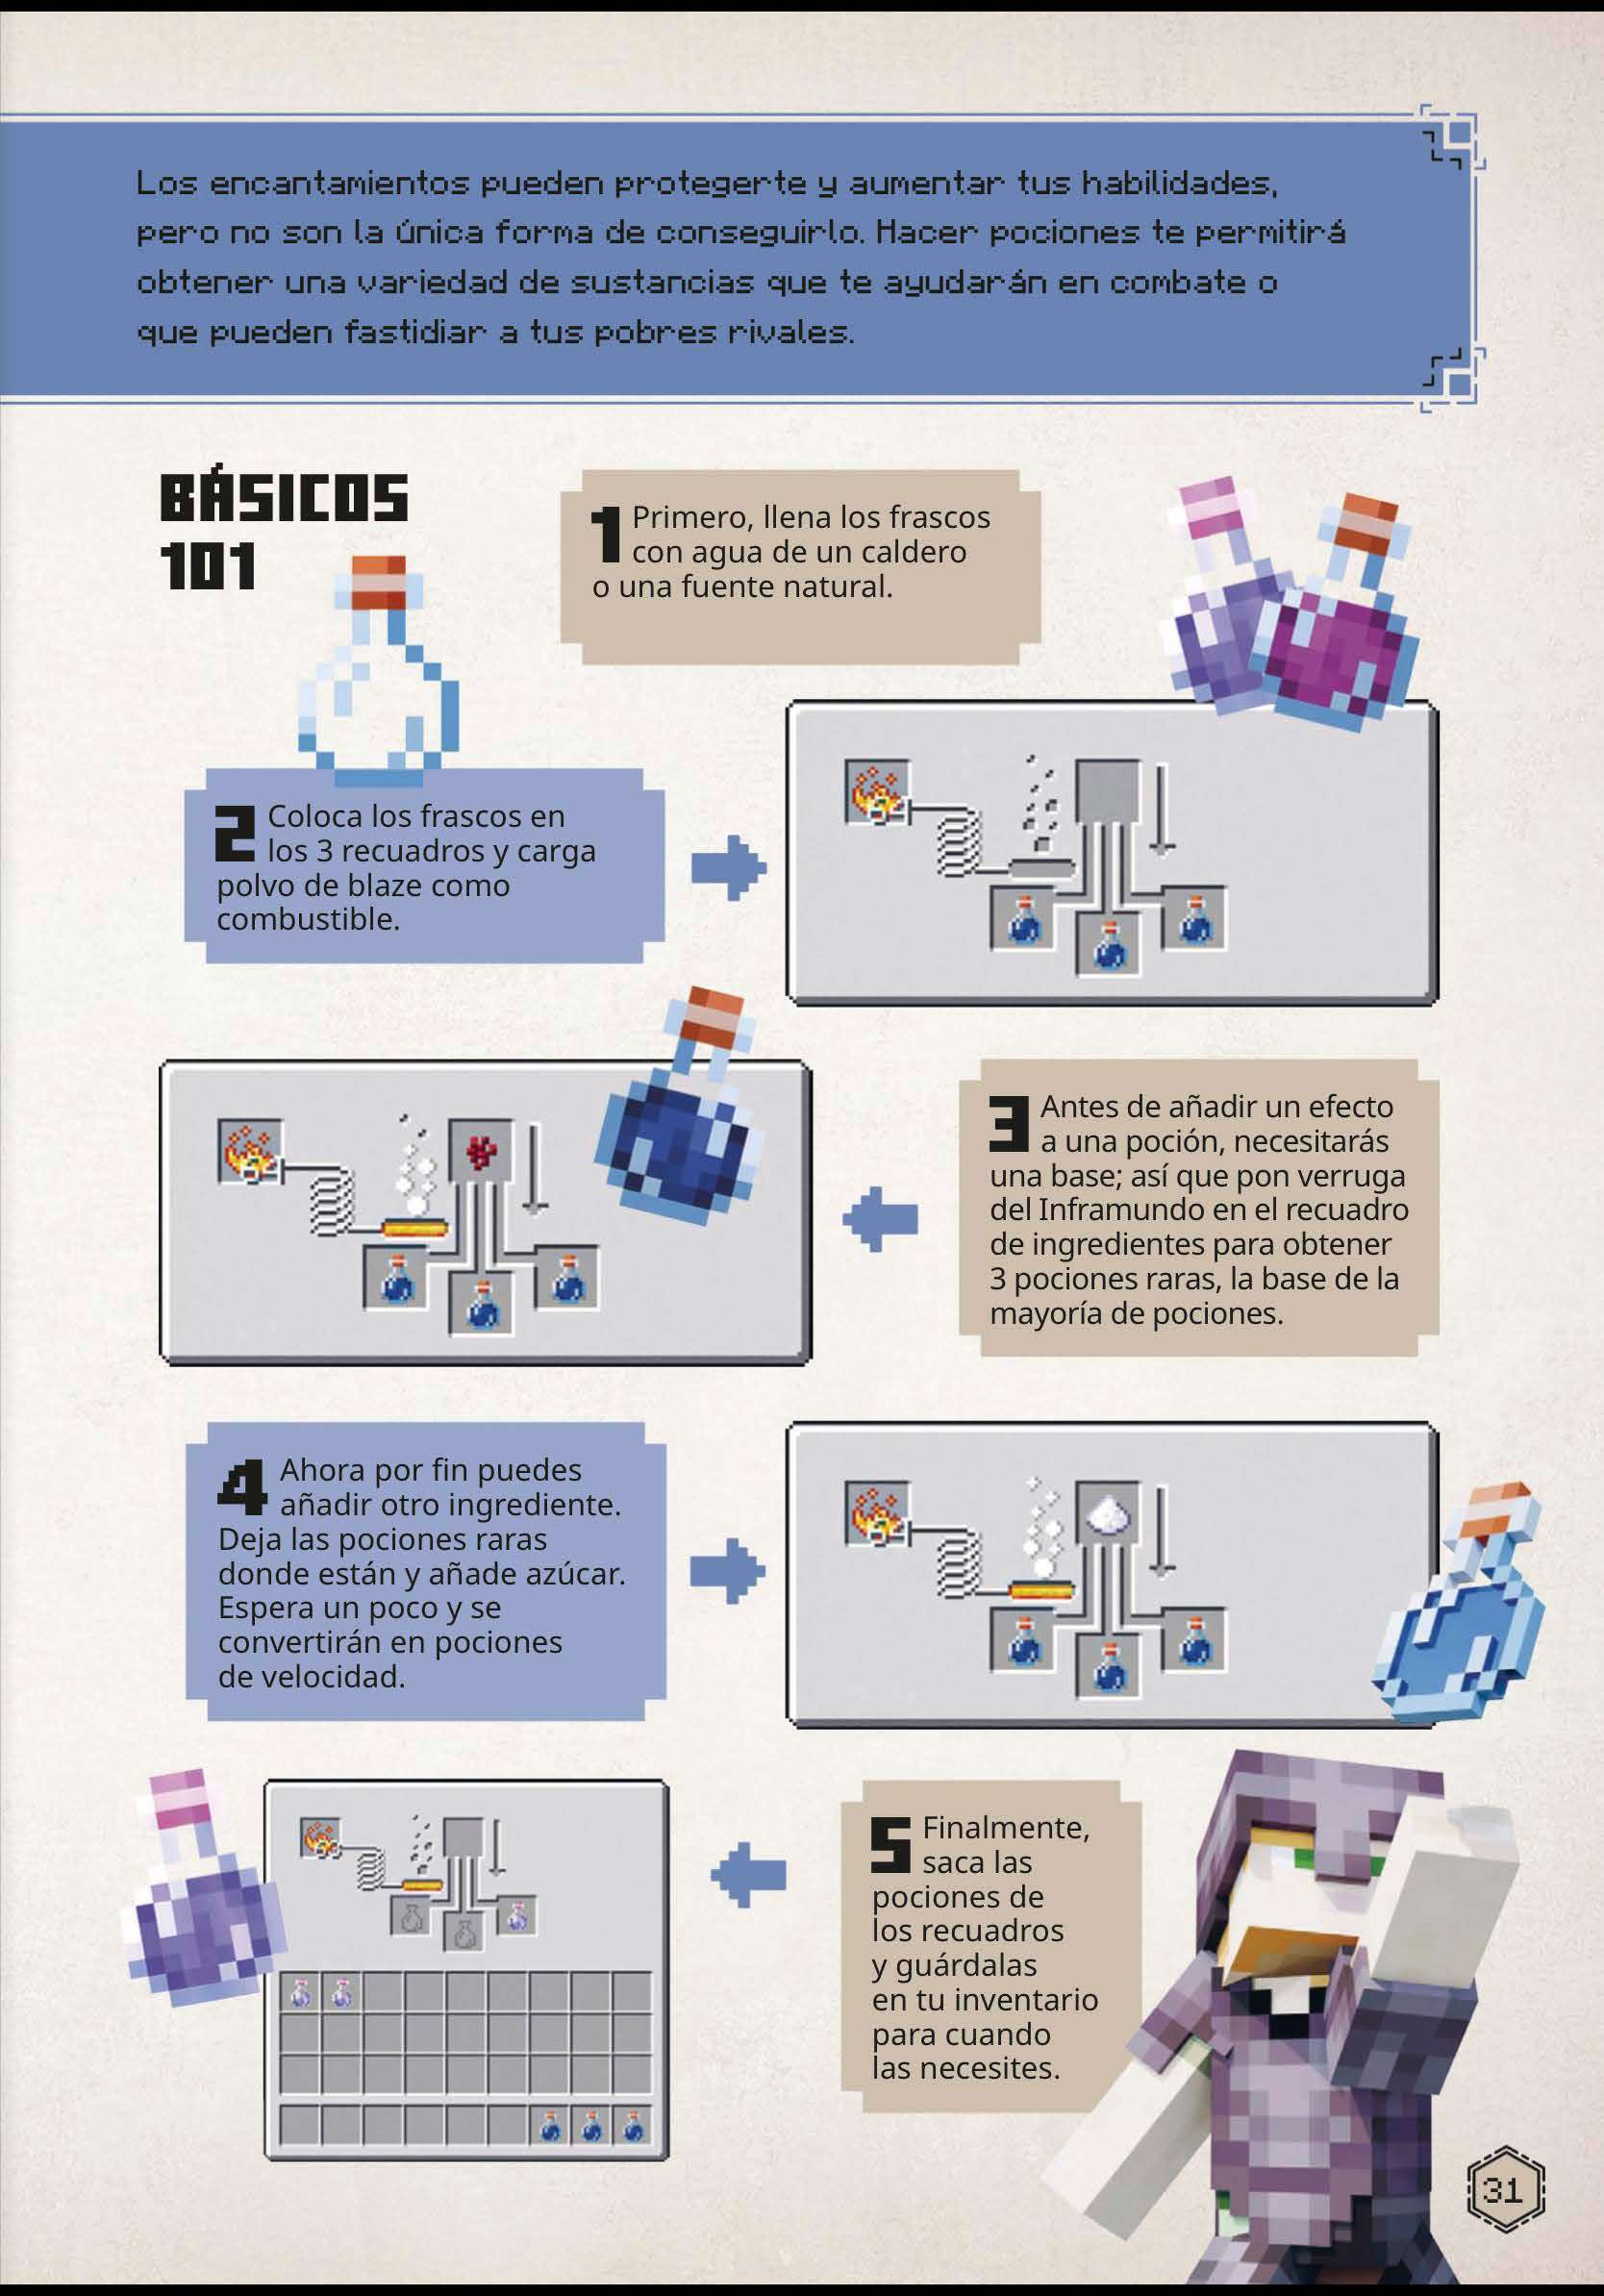 Los encantamientos pueden protegerte y aumentar tus habilidades,
pero no son la única forma de conseguirlo. Hacer pociones te permitirá
obtener una variedad de sustancias que te ayudarán en combate o
que pueden fastidiar a tus pobres rivales.
BÁSICOS
101
1 Primero, llena los frascos
con agua de un caldero
o una fuente natural.
2 Coloca los frascos en
los 3 recuadros y carga
polvo de blaze como
combustible.
3 Antes de añadir un efecto
a una poción, necesitarás
una base; así que pon verruga
del Inframundo en el recuadro
de ingredientes para obtener
3 pociones raras, la base de la
mayoría de pociones.
4 Ahora por fin puedes
añadir otro ingrediente.
Deja las pociones raras
donde están y añade azúcar.
Espera un poco y se
convertirán en pociones
de velocidad.
5 Finalmente,
saca las
pociones de
los recuadros
y guárdalas
en tu inventario
para cuando
las necesites.
31